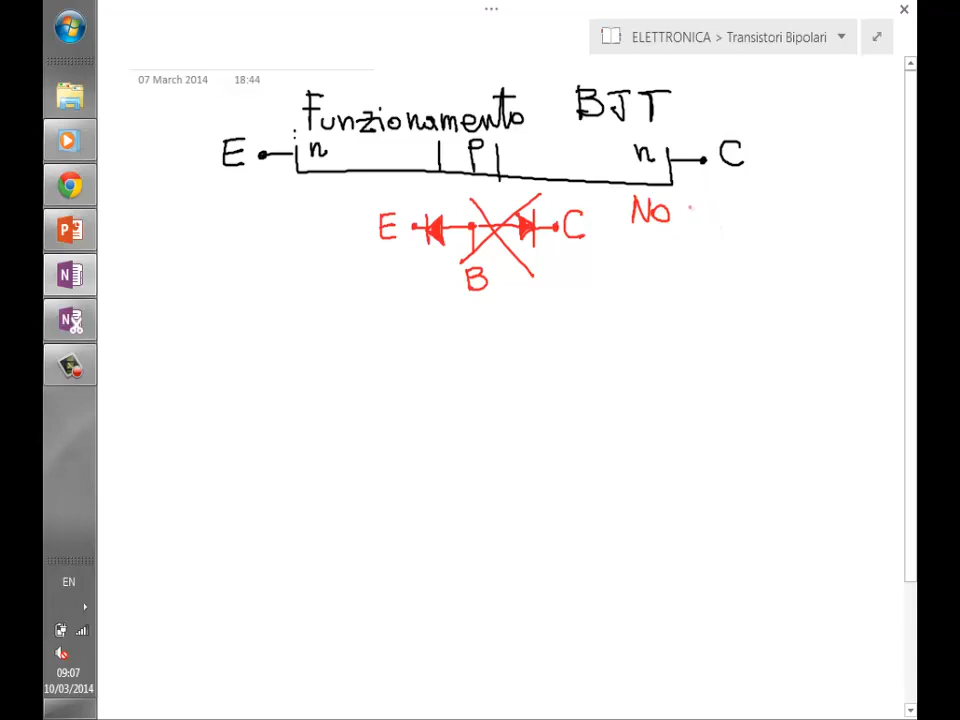 ELETTRONICA > Transistori Bipolari
07 March 2014 18:44
Funzionamento BJT
E n P n C
E C NO
B
EN
09:07
10/03/2014